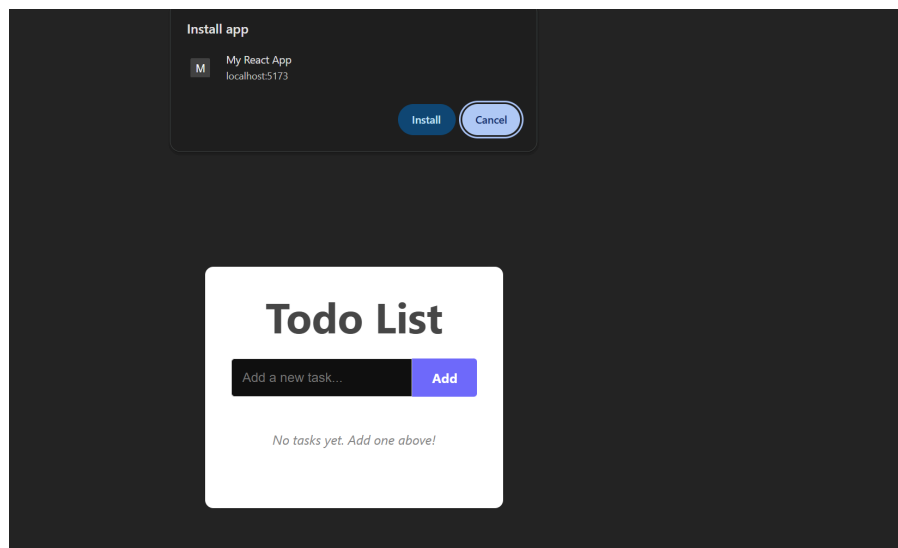 Install app
M
My React App
localhost:5173
Install
Cancel
Todo List
Add a new task...
Add
No tasks yet. Add one above!